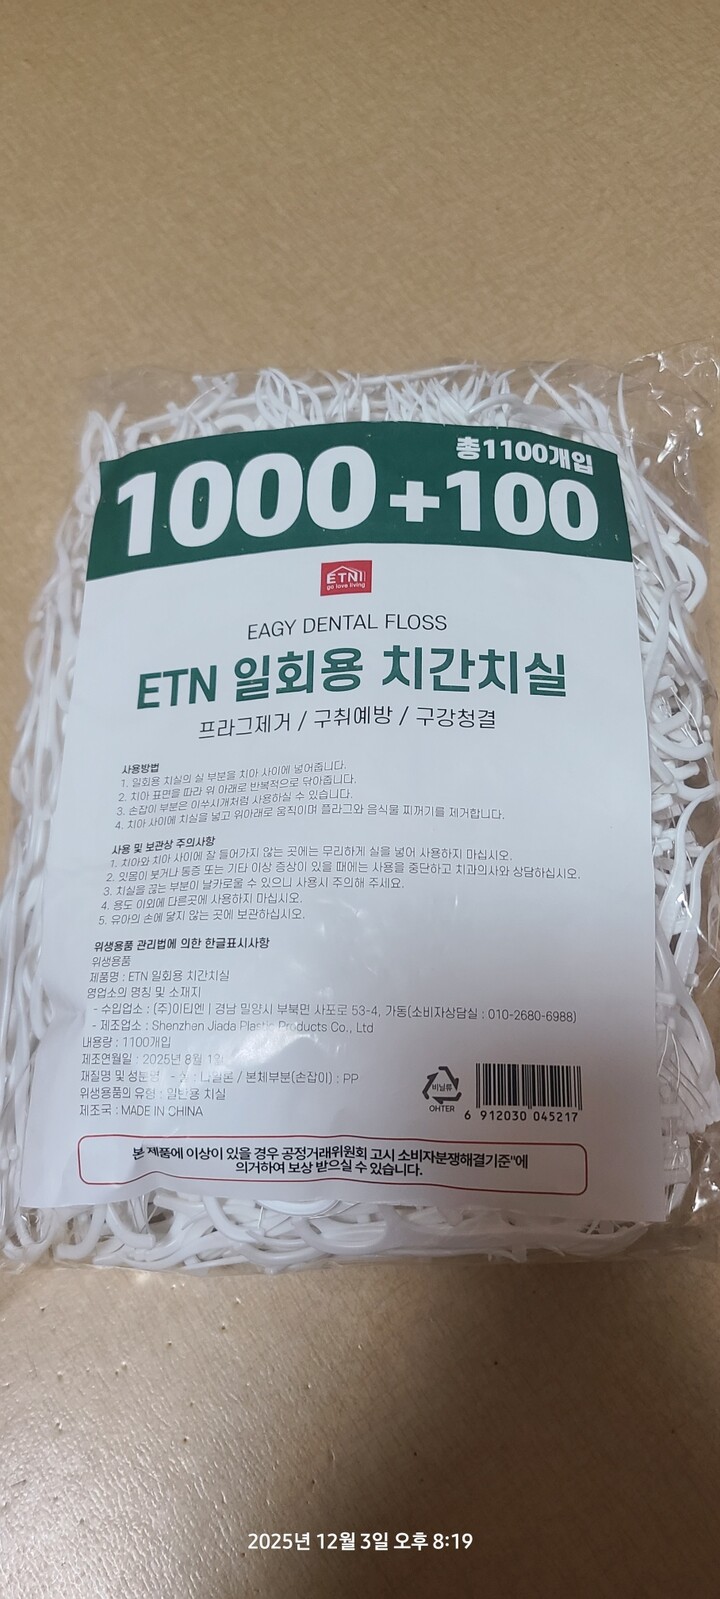 총1100개입
1000+100
ETNI
go love living
EAGY DENTAL FLOSS
ETN 일회용 치간치실
프라그제거 / 구취예방 / 구강청결
사용방법
1. 일회용 치실의 실 부분을 치아 사이에 넣어줍니다.
2. 치아 표면을 따라 위 아래로 반복적으로 닦아줍니다.
3. 손잡이 부분은 이쑤시개처럼 사용하실 수 있습니다.
4. 치아 사이에 치실을 넣고 위아래로 움직이며 플라그와 음식물 찌꺼기를 제거합니다.
사용 및 보관상 주의사항
1. 치아와 치아 사이에 잘 들어가지 않는 곳에는 무리하게 실을 넣어 사용하지 마십시오.
2. 잇몸이 붓거나 통증 또는 기타 이상 증상이 있을 때에는 사용을 중단하고 치과의사와 상담하십시오.
3. 치실을 끊는 부분이 날카로울 수 있으니 사용시 주의해 주세요.
4. 용도 이외에 다른곳에 사용하지 마십시오.
5. 유아의 손에 닿지 않는 곳에 보관하십시오.
위생용품 관리법에 의한 한글표시사항
위생용품
제품명 : ETN 일회용 치간치실
영업소의 명칭 및 소재지
- 수입업소 : (주)이티엔 | 경남 밀양시 부북면 사포로 53-4, 가동(소비자상담실 : 010-2680-6988)
- 제조업소 : Shenzhen Jiada Plastic Products Co., Ltd
내용량 : 1100개입
제조연월일 : 2025년 8월
재질명 및 성분명 - 실 : 나일론 / 본체부분(손잡이) : PP
위생용품의 유형 : 일반용 치실
제조국 : MADE IN CHINA
비닐류
OHTER
6 912030 045217
본 제품에 이상이 있을 경우 공정거래위원회 고시 소비자분쟁해결기준"에
의거하여 보상 받으실 수 있습니다.
2025년 12월 3일 오후 8:19